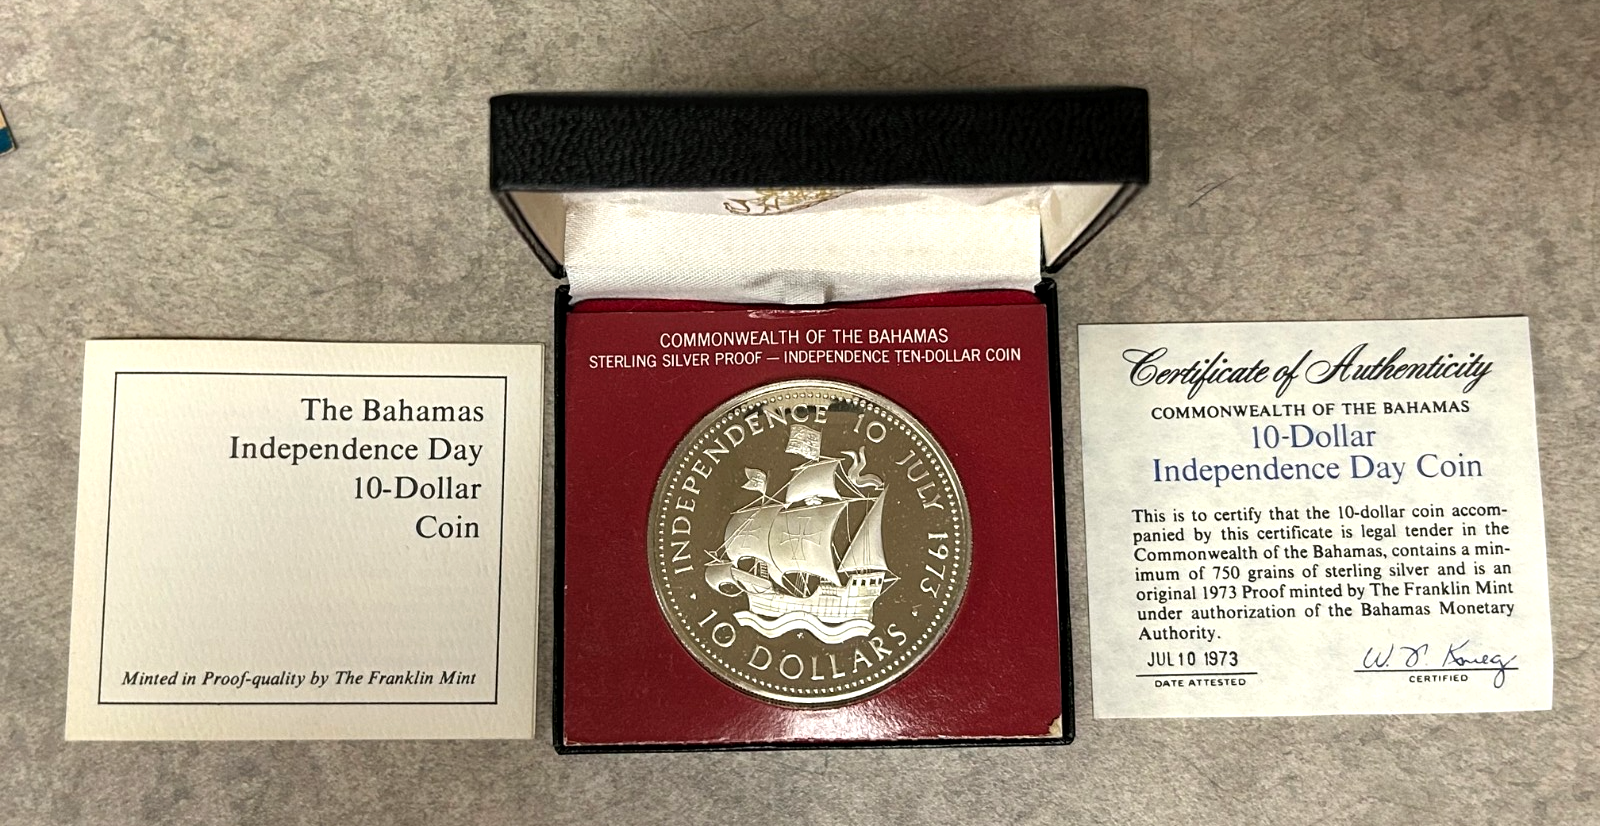 The Bahamas
Independence Day
10-Dollar
Coin
Minted in Proof-quality by The Franklin Mint
COMMONWEALTH OF THE BAHAMAS
STERLING SILVER PROOF — INDEPENDENCE TEN-DOLLAR COIN
INDEPENDENCE 10 JULY 1973
10 DOLLARS
Certificate of Authenticity
COMMONWEALTH OF THE BAHAMAS
10-Dollar
Independence Day Coin
This is to certify that the 10-dollar coin accom-
panied by this certificate is legal tender in the
Commonwealth of the Bahamas, contains a min-
imum of 750 grains of sterling silver and is an
original 1973 Proof minted by The Franklin Mint
under authorization of the Bahamas Monetary
Authority.
JUL 10 1973
DATE ATTESTED
CERTIFIED